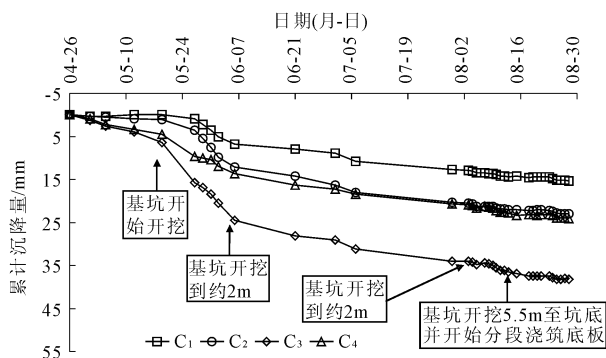 日期(月-日)
04-26
05-10
05-24
06-07
06-21
07-05
07-19
08-02
08-16
08-30
-5
5
15
25
35
45
55
累计沉降量/mm
基坑开
始开挖
基坑开挖
到约2m
基坑开挖
到约2m
基坑开挖5.5m至坑底
并开始分段浇筑底板
C1 C2 C3 C4